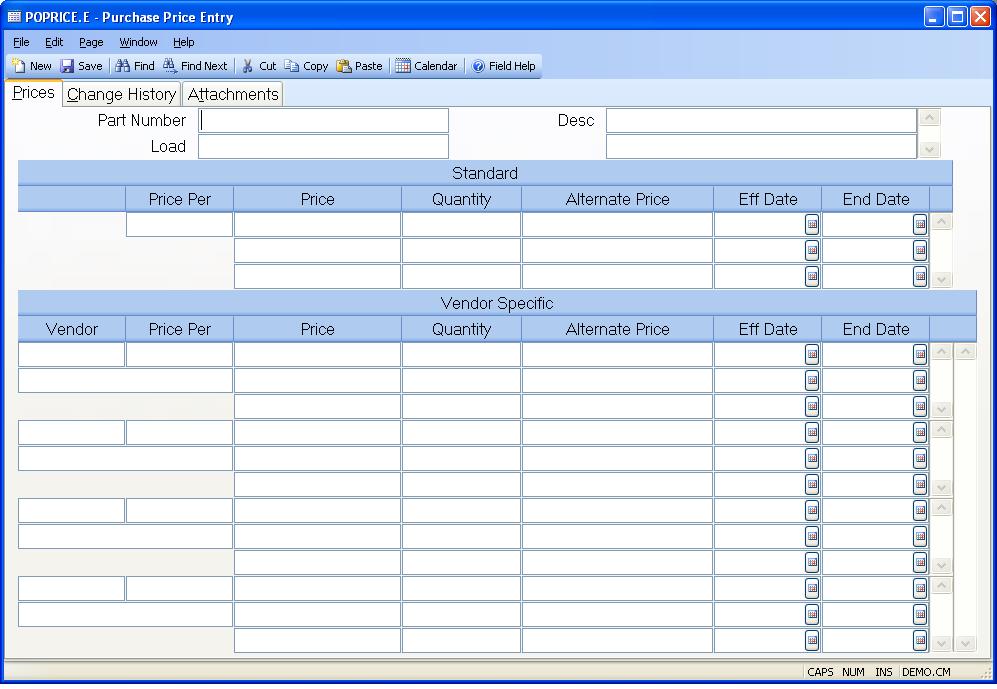 POPRICE.E - Purchase Price Entry
File Edit Page Window Help
New Save Find Find Next Cut Copy Paste Calendar Field Help
Prices Change History Attachments
Part Number Desc
Load
Standard
Price Per Price Quantity Alternate Price Eff Date End Date
Vendor Specific
Vendor Price Per Price Quantity Alternate Price Eff Date End Date
CAPS NUM INS DEMO.CM